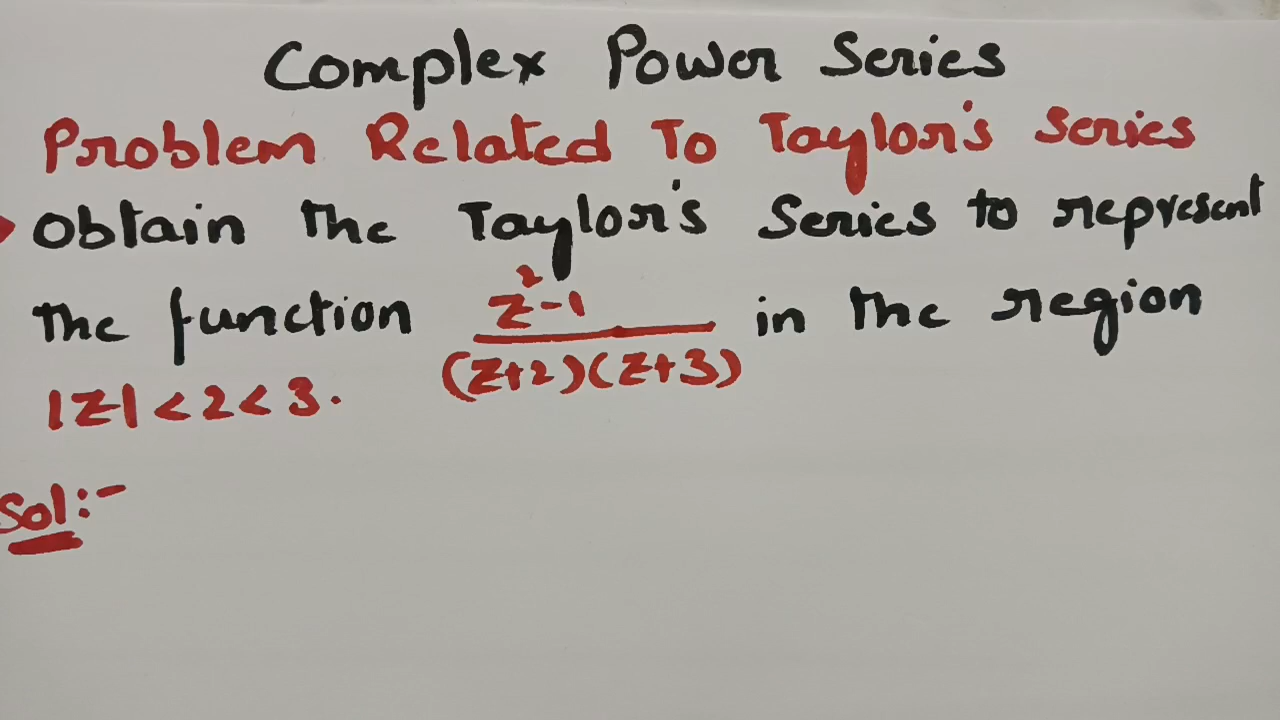 Complex Power Series
Problem Related To Taylor's Series
Obtain the Taylor's Series to represent
the function z²-1/(z+2)(z+3) in the region
|z|<2<3.
Sol:-